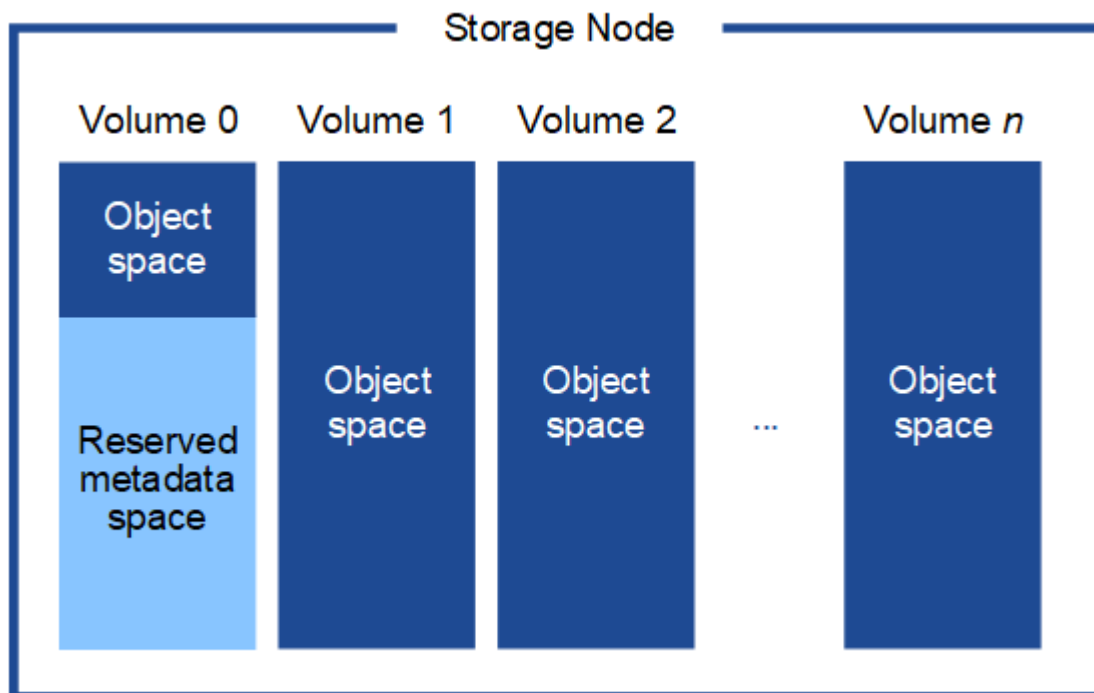 Storage Node
Volume 0
Volume 1
Volume 2
Volume n
Object
space
Reserved
metadata
space
Object
space
Object
space
...
Object
space